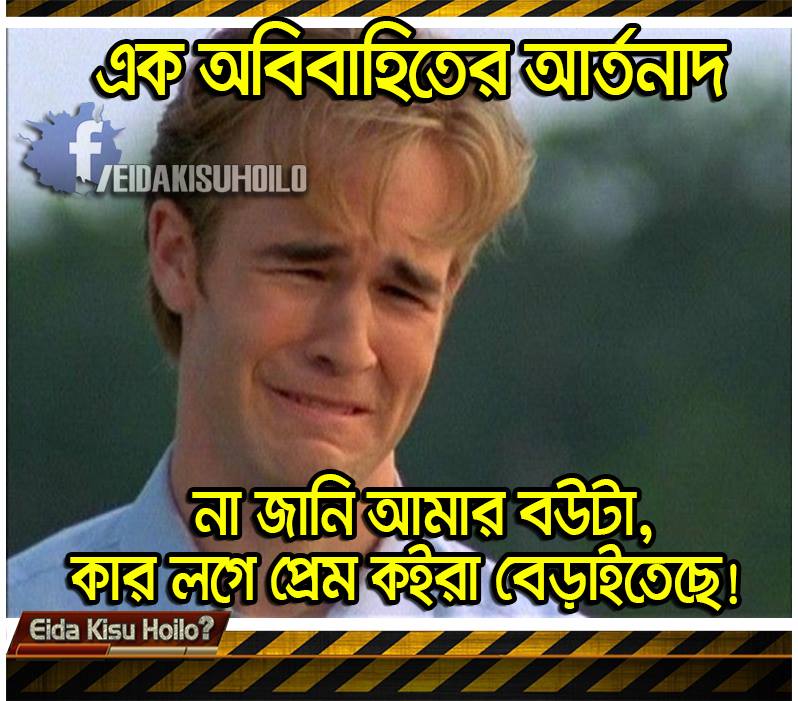 এক অবিবাহিতের আর্তনাদ
f/EIDAKISUHOILO
না জানি আমার বউটা,
কার লগে প্রেম কইরা বেড়াইতেছে!
Eida Kisu Hoilo?